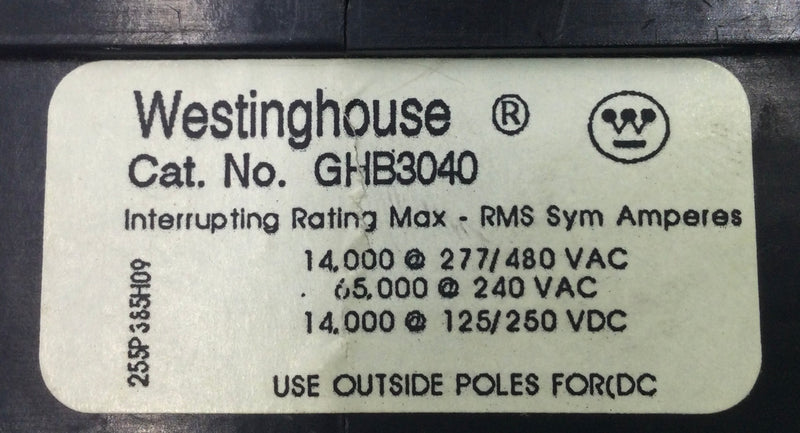 Westinghouse ®
W
Cat. No. GHB3040
Interrupting Rating Max - RMS Sym Amperes
14,000 @ 277/480 VAC
65,000 @ 240 VAC
14,000 @ 125/250 VDC
255P385H09
USE OUTSIDE POLES FOR(DC